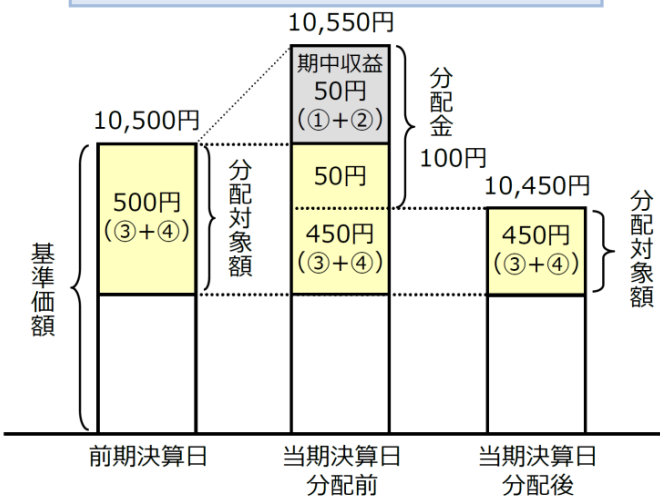 10,550円
期中収益
50円
(①+②)
分配金
100円
10,500円
500円
(③+④)
分配対象額
50円
450円
(③+④)
10,450円
450円
(③+④)
分配対象額
基準価額
前期決算日
当期決算日
分配前
当期決算日
分配後